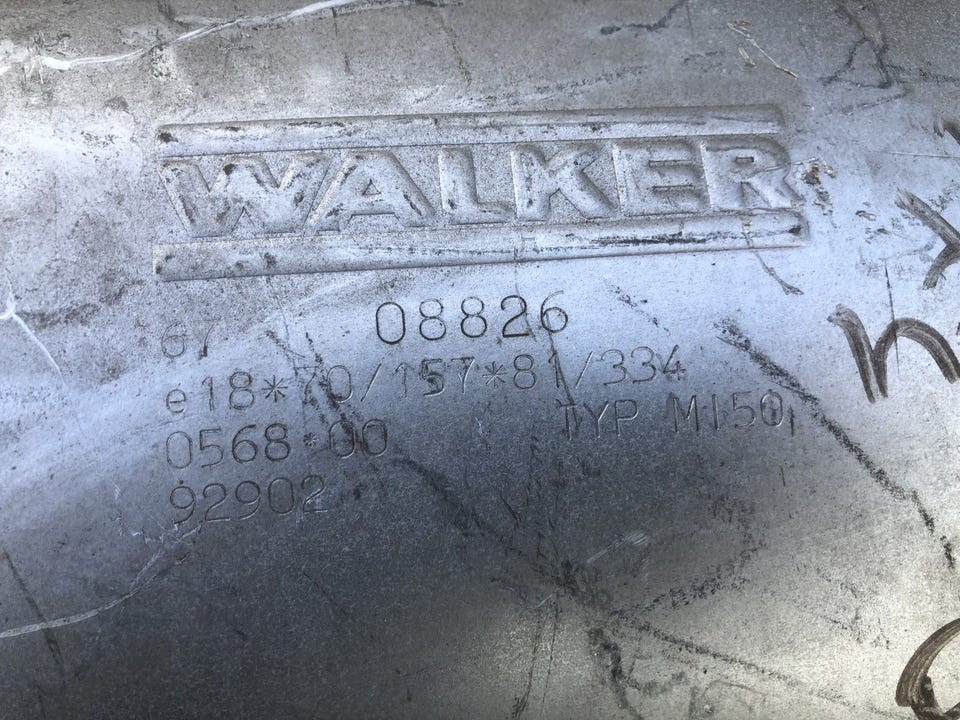 WALKER
67 08826
e18*70/157*81/334
0568*00 TYP M150
92902